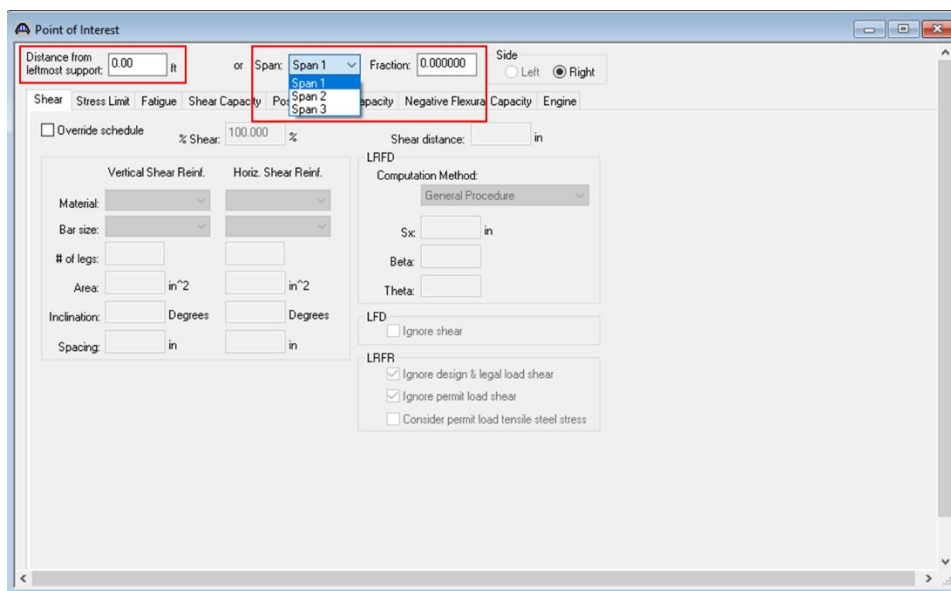 Point of Interest
Distance from leftmost support: 0.00 ft or Span: Span 1 Fraction: 0.000000 Side Left Right
Span 1
Span 2
Span 3
Shear Stress Limit Fatigue Shear Capacity Pos apacity Negative Flexural Capacity Engine
Override schedule % Shear: 100.000 % Shear distance: in
Vertical Shear Reinf. Horiz. Shear Reinf.
Material:
Bar size:
# of legs:
Area: in^2 in^2
Inclination: Degrees Degrees
Spacing: in in
LRFD
Computation Method:
General Procedure
Sx: in
Beta:
Theta:
LFD
Ignore shear
LRFR
Ignore design & legal load shear
Ignore permit load shear
Consider permit load tensile steel stress